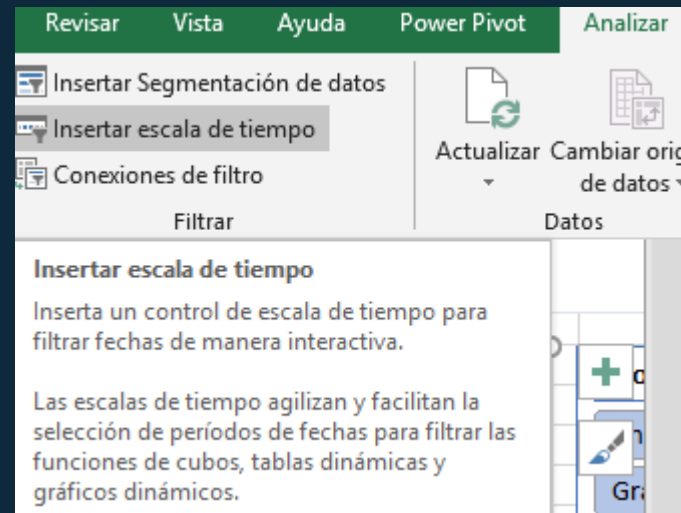 Revisar Vista Ayuda Power Pivot Analizar
Insertar Segmentación de datos
Insertar escala de tiempo
Conexiones de filtro
Filtrar
Actualizar Cambiar
de datos
Datos
Insertar escala de tiempo
Inserta un control de escala de tiempo para
filtrar fechas de manera interactiva.
Las escalas de tiempo agilizan y facilitan la
selección de períodos de fechas para filtrar las
funciones de cubos, tablas dinámicas y
gráficos dinámicos.